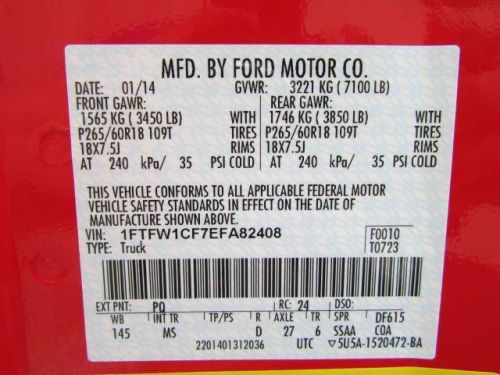 MFD. BY FORD MOTOR CO.
DATE: 01/14 GVWR: 3221 KG ( 7100 LB)
FRONT GAWR: REAR GAWR:
1565 KG ( 3450 LB) WITH 1746 KG ( 3850 LB) WITH
P265/60R18 109T TIRES P265/60R18 109T TIRES
18X7.5J RIMS 18X7.5J RIMS
AT 240 kPa/ 35 PSI COLD AT 240 kPa/ 35 PSI COLD
THIS VEHICLE CONFORMS TO ALL APPLICABLE FEDERAL MOTOR
VEHICLE SAFETY STANDARDS IN EFFECT ON THE DATE OF
MANUFACTURE SHOWN ABOVE.
VIN: 1FTFW1CF7EFA82408 F0010
TYPE: Truck T0723
EXT PNT: PQ RC: 24 DSO:
WB INT TR TP/PS R AXLE TR SPR DF615
145 MS D 27 6 SSAA COA
2201401312036 UTC ▽5U5A-1520472-BA